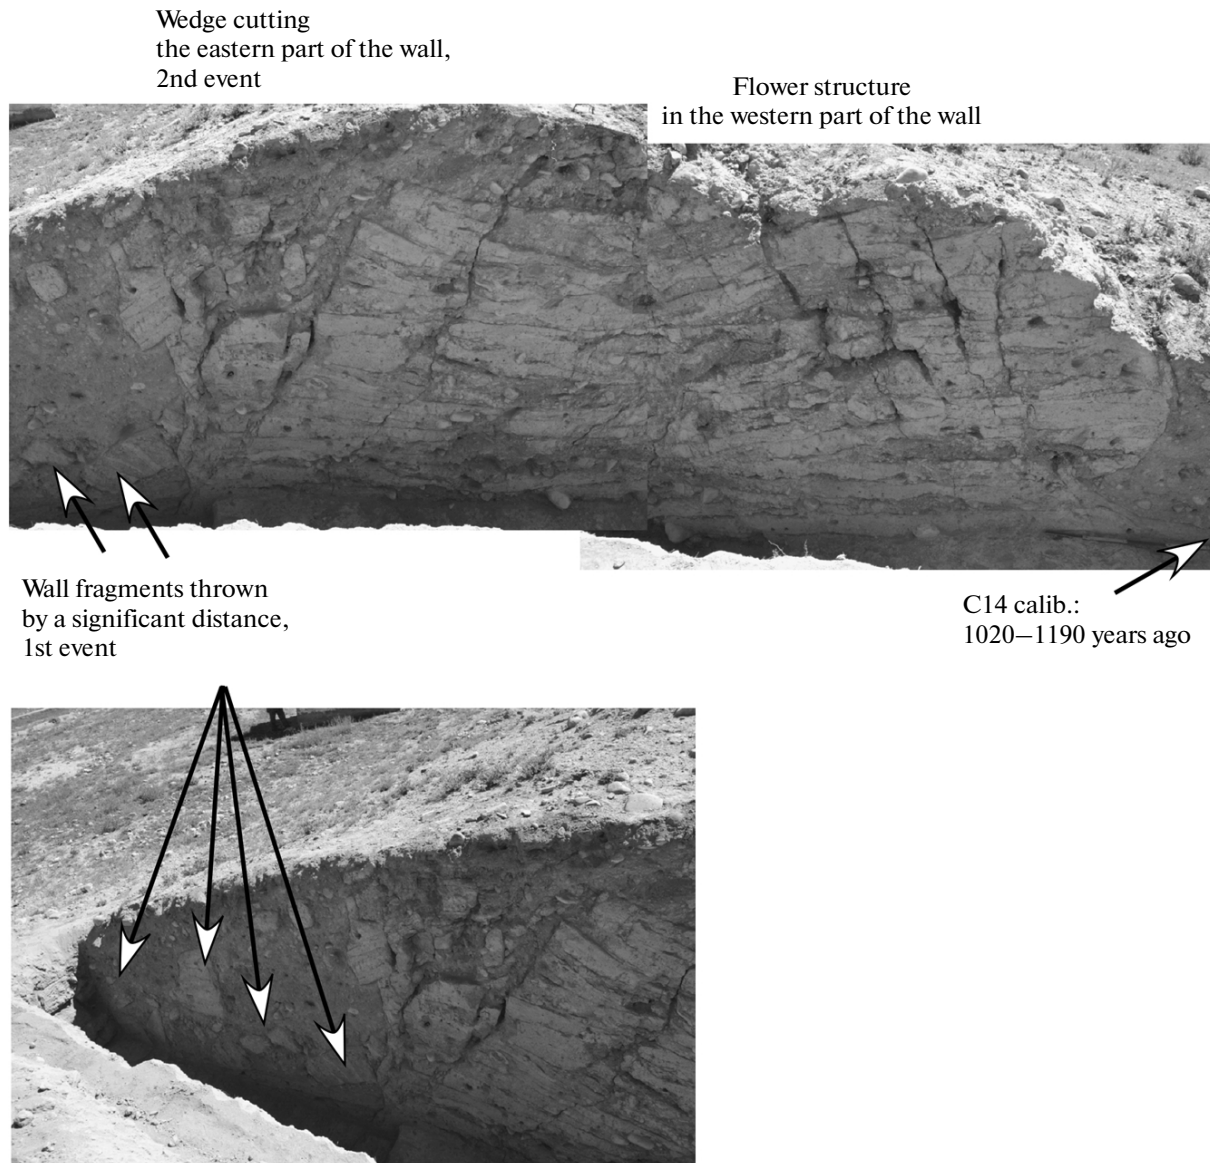 Wedge cutting
the eastern part of the wall,
2nd event
Flower structure
in the western part of the wall
Wall fragments thrown
by a significant distance,
1st event
C14 calib.:
1020–1190 years ago